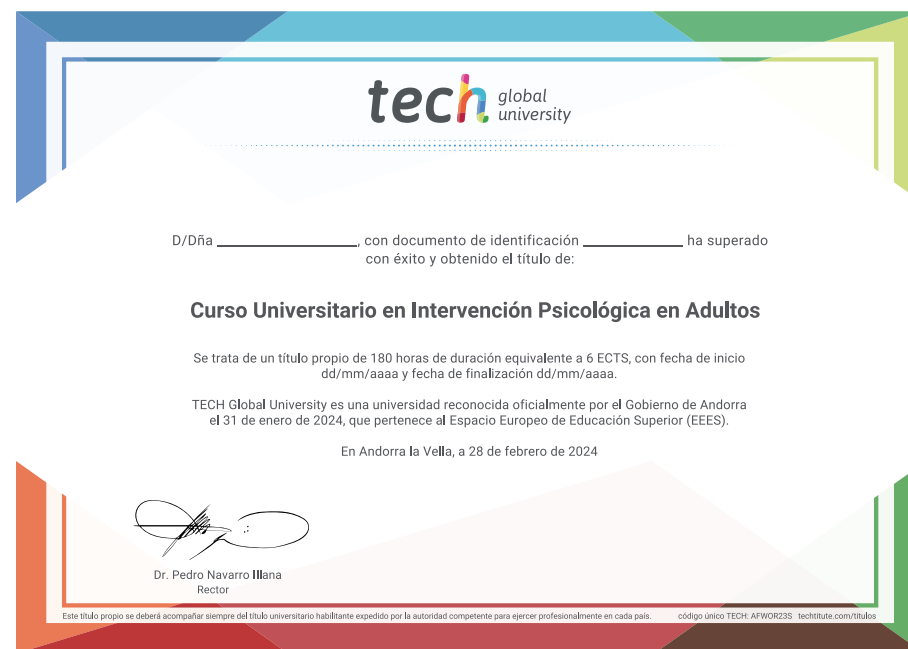 tech global university
D/Dña ____________________, con documento de identificación ______________ ha superado
con éxito y obtenido el título de:
Curso Universitario en Intervención Psicológica en Adultos
Se trata de un título propio de 180 horas de duración equivalente a 6 ECTS, con fecha de inicio
dd/mm/aaaa y fecha de finalización dd/mm/aaaa.
TECH Global University es una universidad reconocida oficialmente por el Gobierno de Andorra
el 31 de enero de 2024, que pertenece al Espacio Europeo de Educación Superior (EEES).
En Andorra la Vella, a 28 de febrero de 2024
Dr. Pedro Navarro Illana
Rector
Este título propio se deberá acompañar siempre del título universitario habilitante expedido por la autoridad competente para ejercer profesionalmente en cada país. código único TECH: AFWOR23S techtitute.com/titulos